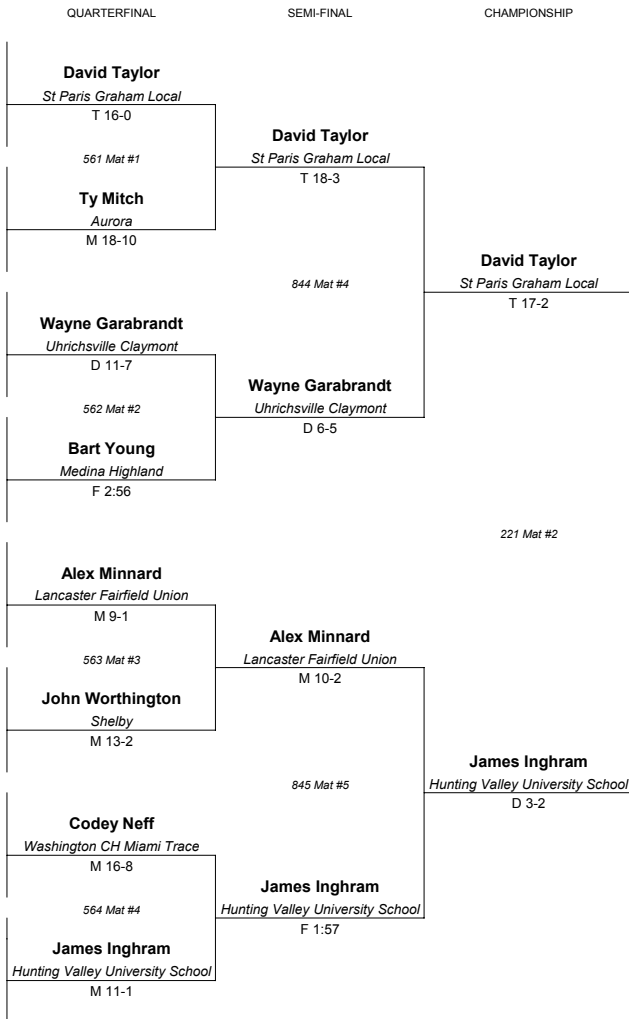 QUARTERFINAL SEMI-FINAL CHAMPIONSHIP
David Taylor
St Paris Graham Local
T 16-0
561 Mat #1
Ty Mitch
Aurora
M 18-10
Wayne Garabrandt
Uhrichsville Claymont
D 11-7
562 Mat #2
Bart Young
Medina Highland
F 2:56
Alex Minnard
Lancaster Fairfield Union
M 9-1
563 Mat #3
John Worthington
Shelby
M 13-2
Codey Neff
Washington CH Miami Trace
M 16-8
564 Mat #4
James Inghram
Hunting Valley University School
M 11-1
David Taylor
St Paris Graham Local
T 18-3
844 Mat #4
Wayne Garabrandt
Uhrichsville Claymont
D 6-5
Alex Minnard
Lancaster Fairfield Union
M 10-2
845 Mat #5
James Inghram
Hunting Valley University School
F 1:57
David Taylor
St Paris Graham Local
T 17-2
221 Mat #2
James Inghram
Hunting Valley University School
D 3-2